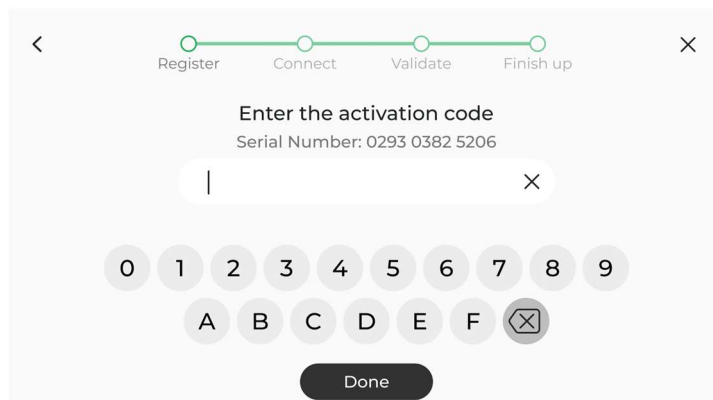 Register Connect Validate Finish up
Enter the activation code
Serial Number: 0293 0382 5206
0 1 2 3 4 5 6 7 8 9
A B C D E F
Done